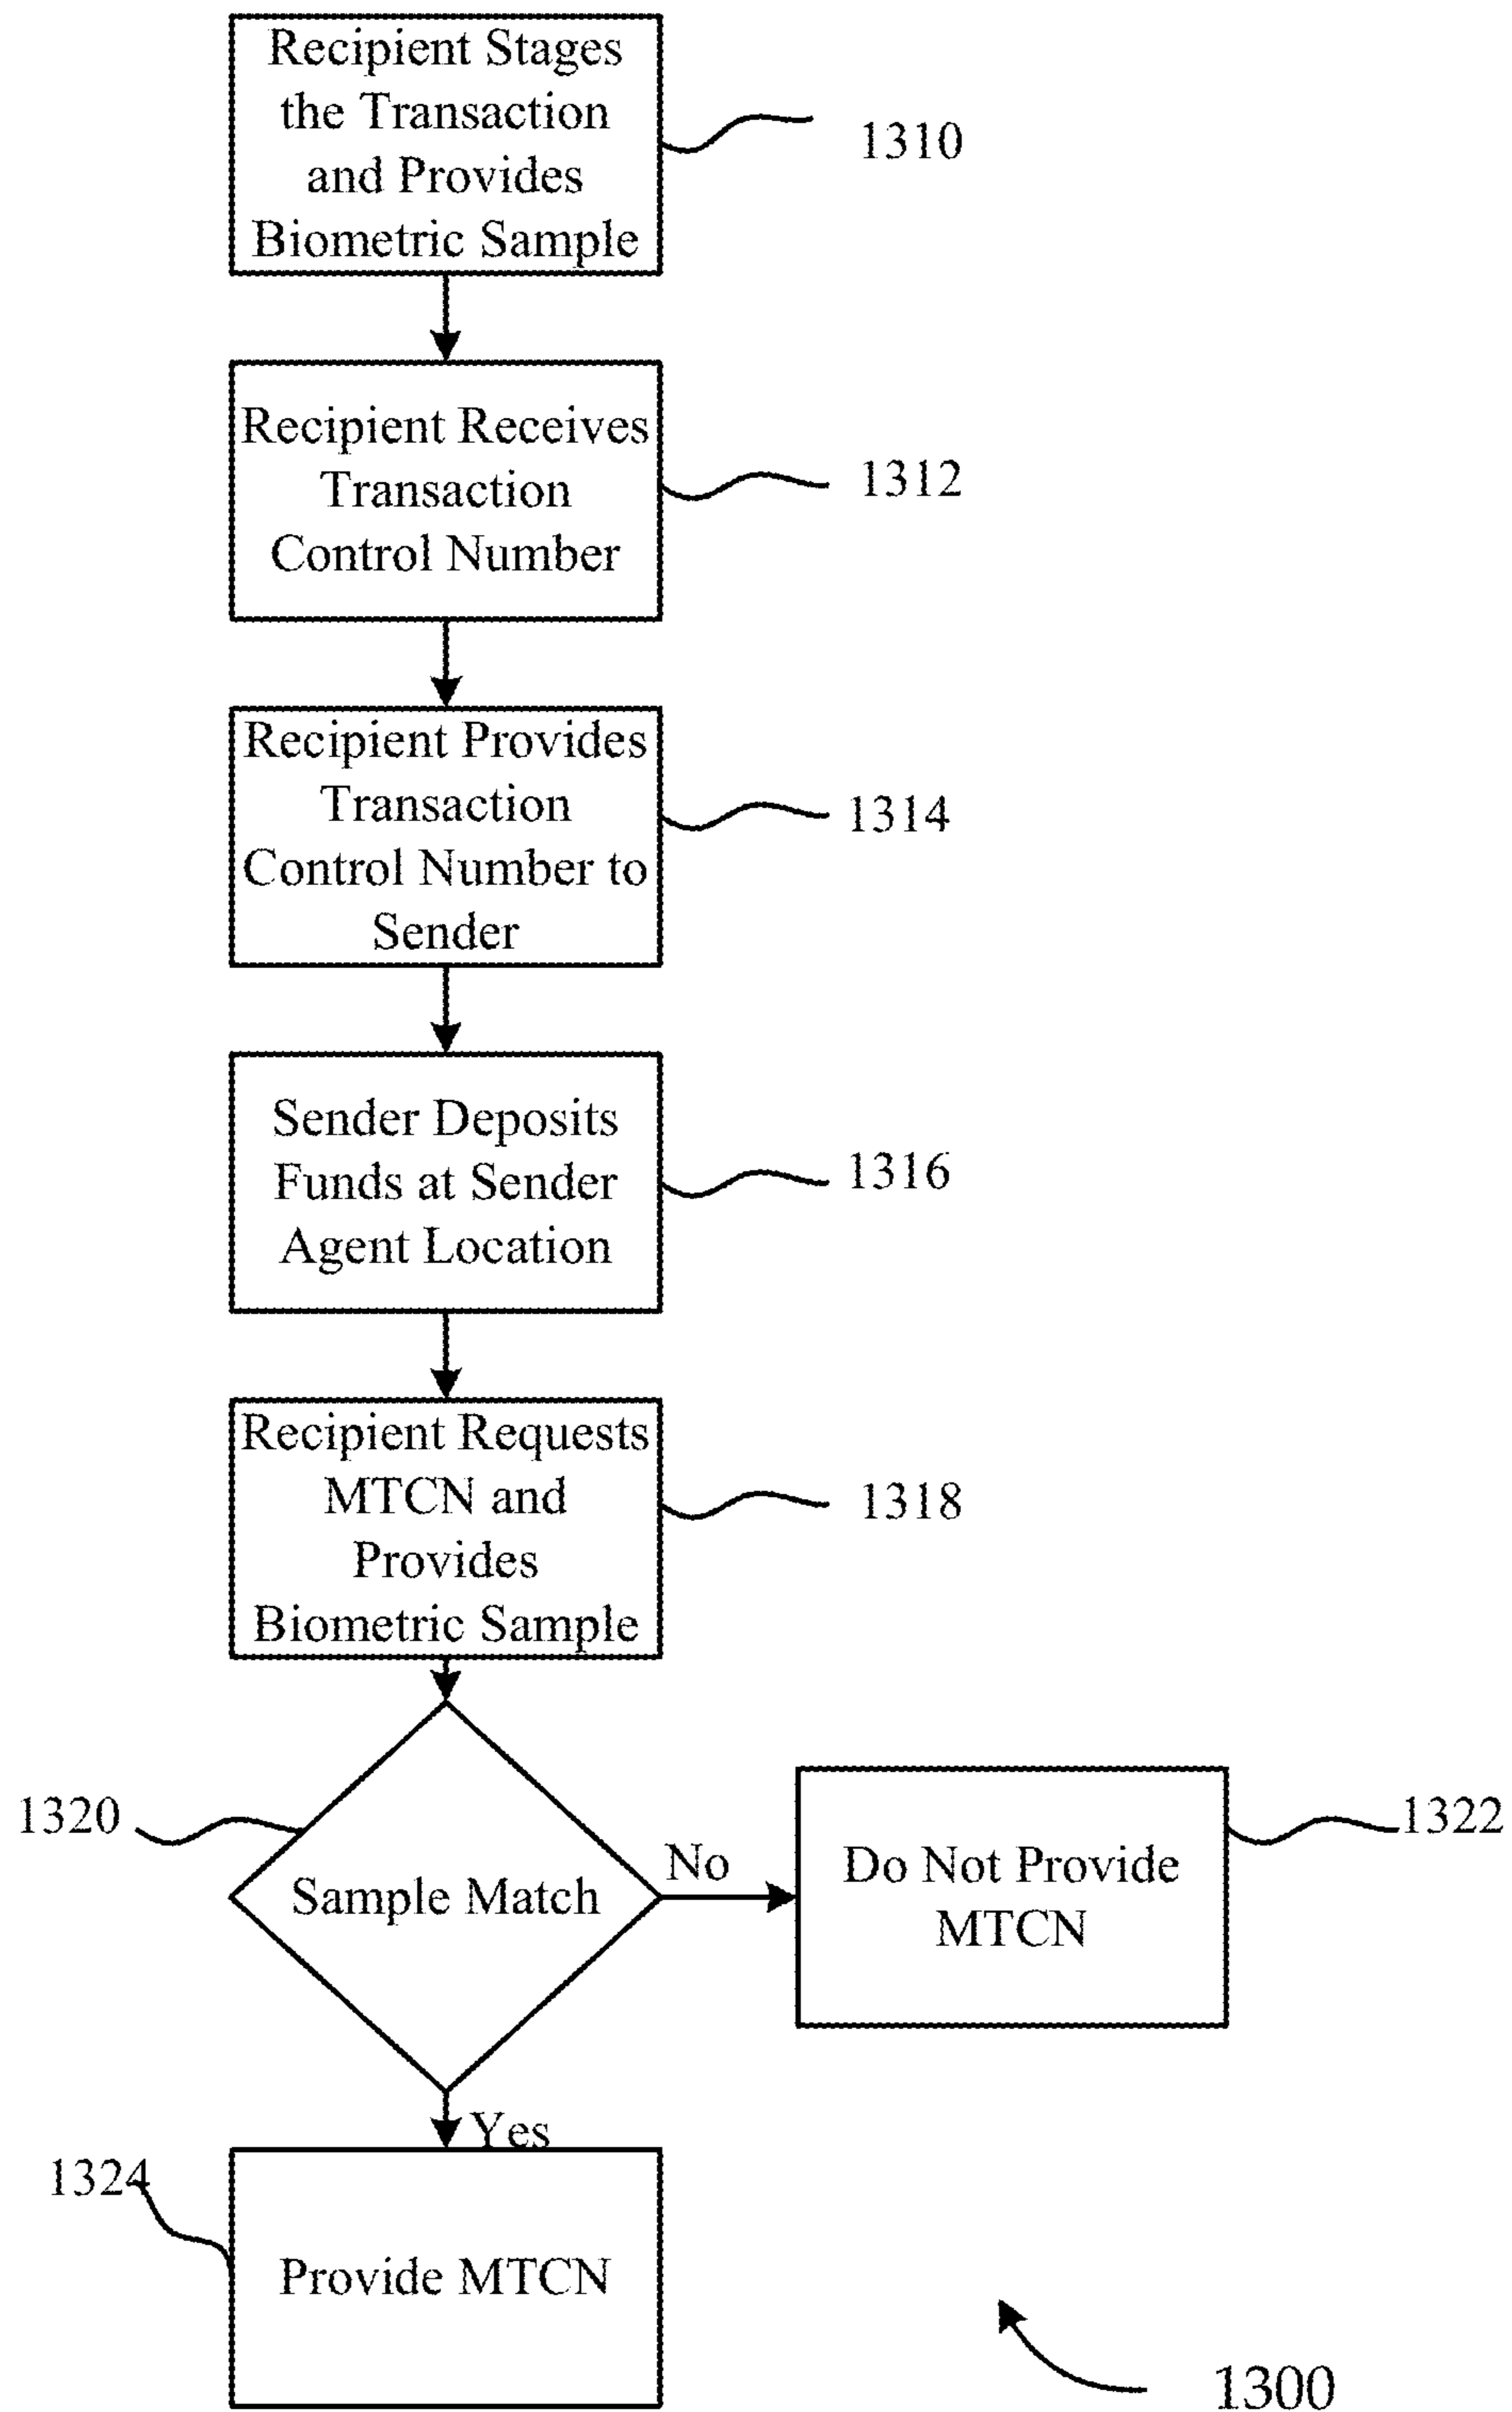 Recipient Stages
the Transaction
and Provides
Biometric Sample
1310
Recipient Receives
Transaction
Control Number
1312
Recipient Provides
Transaction
Control Number to
Sender
1314
Sender Deposits
Funds at Sender
Agent Location
1316
Recipient Requests
MTCN and
Provides
Biometric Sample
1318
1320
Sample Match
No
Do Not Provide
MTCN
1322
Yes
1324
Provide MTCN
1300